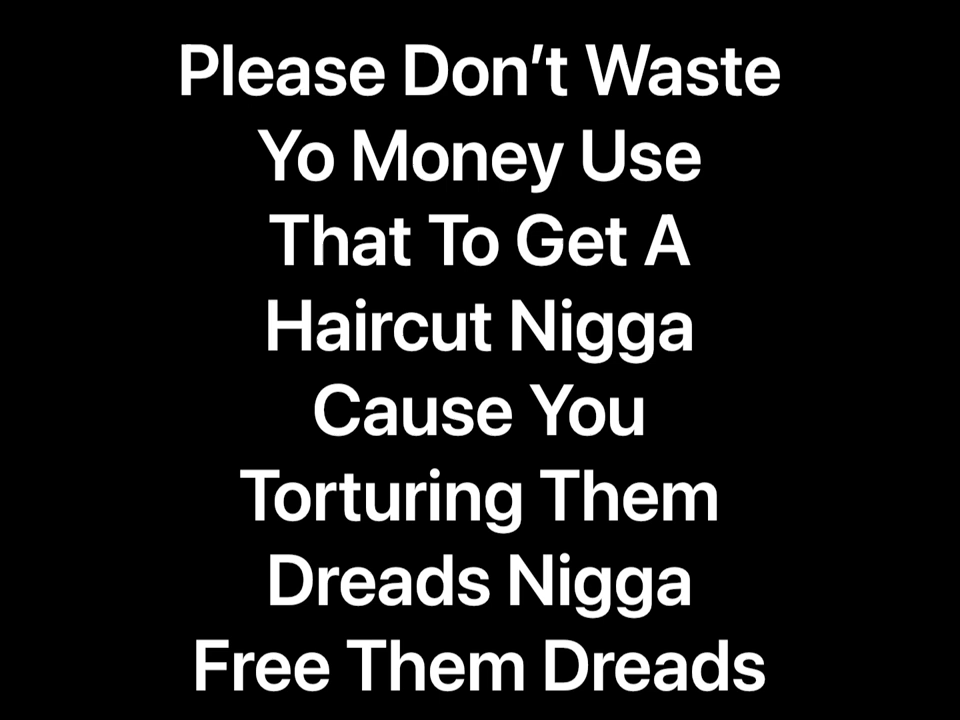 Please Don’t Waste
Yo Money Use
That To Get A
Haircut Nigga
Cause You
Torturing Them
Dreads Nigga
Free Them Dreads